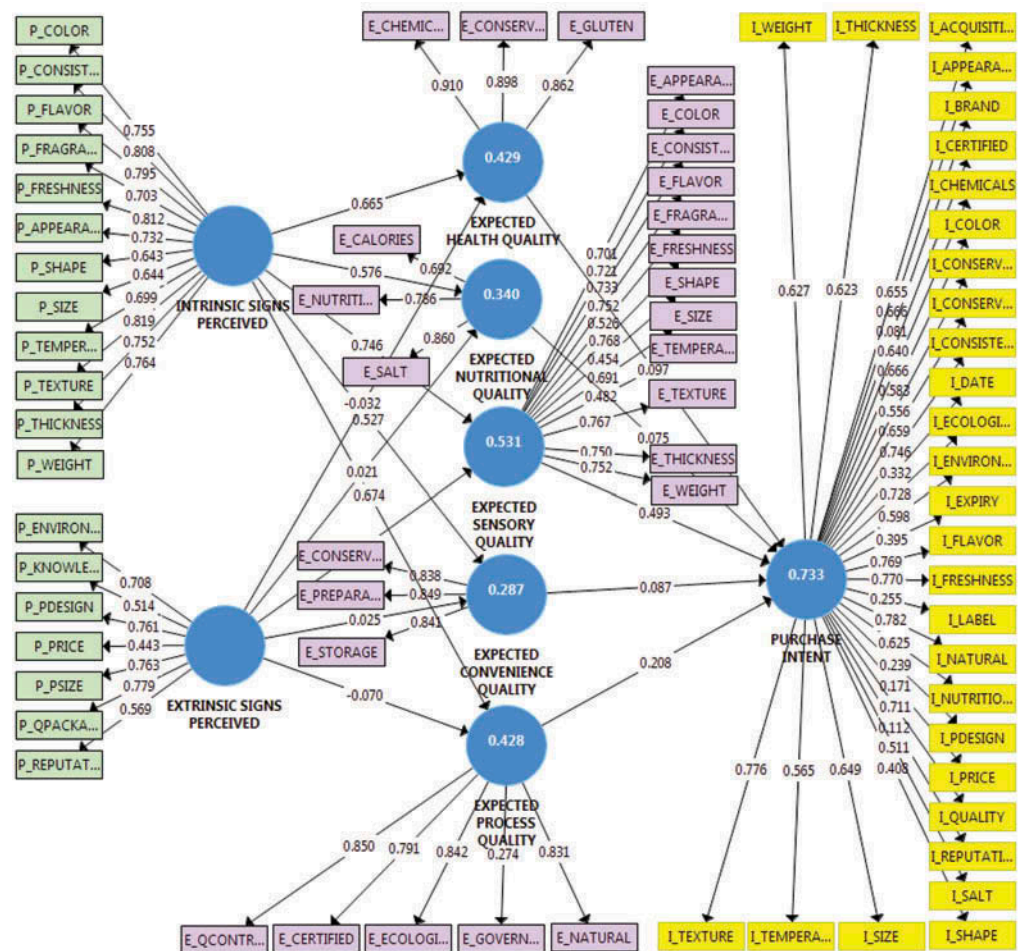 P_COLOR
P_CONSIST...
P_FLAVOR
P_FRAGRA...
P_FRESHNESS
P_APPEARA...
P_SHAPE
P_SIZE
P_TEMPER...
P_TEXTURE
P_THICKNESS
P_WEIGHT
0.755
0.808
0.795
0.703
0.812
0.732
0.643
0.644
0.699
0.819
0.752
0.764
INTRINSIC SIGNS
PERCEIVED
P_ENVIRON...
P_KNOWLE...
P_PDESIGN
P_PRICE
P_PSIZE
P_QPACKA...
P_REPUTAT...
0.708
0.514
0.761
0.443
0.763
0.779
0.569
EXTRINSIC SIGNS
PERCEIVED
0.665
0.576
0.746
-0.032
0.527
0.021
0.674
0.025
-0.070
E_CHEMIC...
E_CONSERV...
E_GLUTEN
0.910
0.898
0.862
0.429
EXPECTED
HEALTH QUALITY
E_CALORIES
E_NUTRITI...
E_SALT
0.692
0.786
0.860
0.340
EXPECTED
NUTRITIONAL
QUALITY
0.531
EXPECTED
SENSORY
QUALITY
E_APPEARA...
E_COLOR
E_CONSIST...
E_FLAVOR
E_FRAGRA...
E_FRESHNESS
E_SHAPE
E_SIZE
E_TEMPERA...
E_TEXTURE
E_THICKNESS
E_WEIGHT
0.701
0.721
0.733
0.752
0.526
0.768
0.454
0.691
0.482
0.767
0.750
0.752
E_CONSERV...
E_PREPARA...
E_STORAGE
0.838
0.849
0.841
0.287
EXPECTED
CONVENIENCE
QUALITY
0.428
EXPECTED
PROCESS
QUALITY
0.850
0.791
0.842
0.274
0.831
E_QCONTR...
E_CERTIFIED
E_ECOLOGI...
E_GOVERN...
E_NATURAL
0.097
0.075
0.493
0.087
0.208
0.733
PURCHASE
INTENT
I_WEIGHT
I_THICKNESS
0.627
0.623
I_ACQUISITI...
I_APPEARA...
I_BRAND
I_CERTIFIED
I_CHEMICALS
I_COLOR
I_CONSERV...
I_CONSERV...
I_CONSISTE...
I_DATE
I_ECOLOGI...
I_ENVIRON...
I_EXPIRY
I_FLAVOR
I_FRESHNESS
I_LABEL
I_NATURAL
I_NUTRITIO...
I_PDESIGN
I_PRICE
I_QUALITY
I_REPUTATI...
I_SALT
I_SHAPE
0.655
0.666
0.081
0.640
0.666
0.583
0.556
0.659
0.746
0.332
0.728
0.598
0.395
0.769
0.770
0.255
0.782
0.625
0.239
0.171
0.711
0.112
0.511
0.408
0.776
0.565
0.649
I_TEXTURE
I_TEMPERA...
I_SIZE